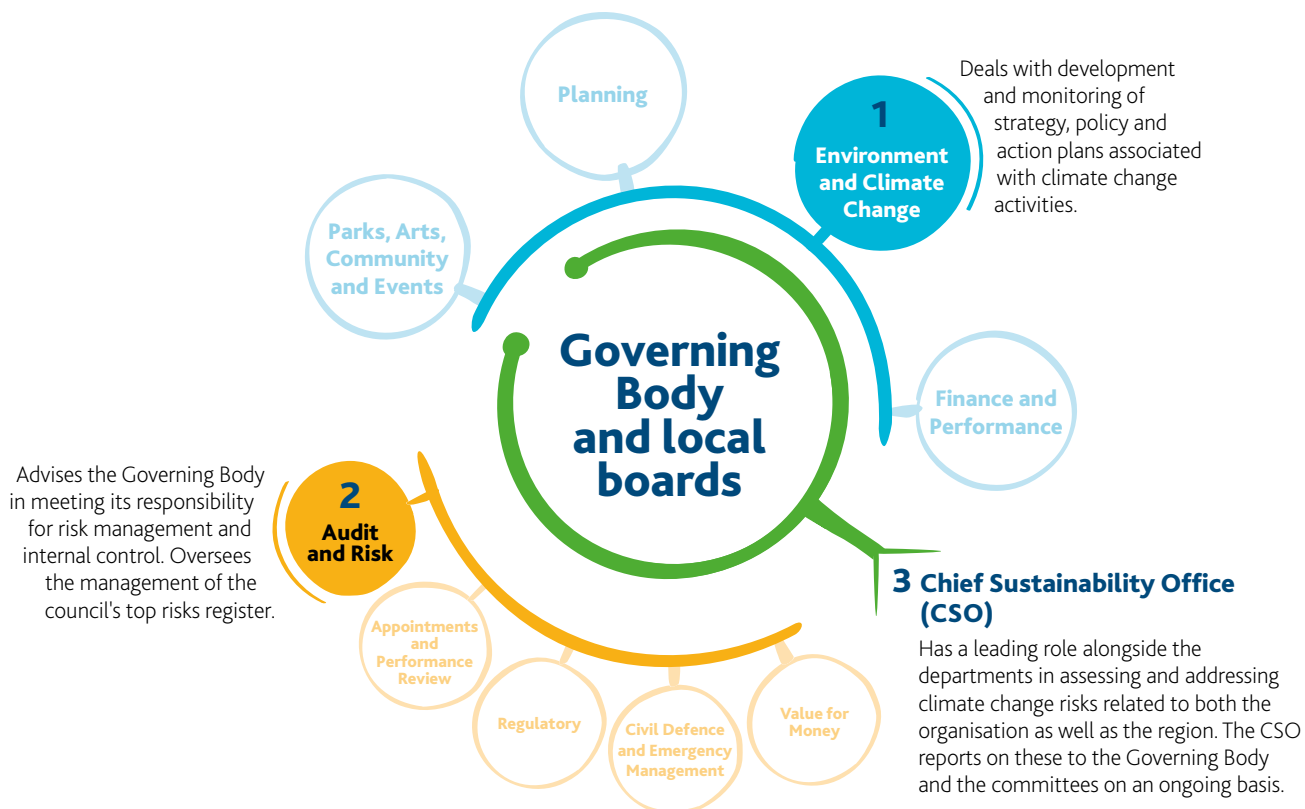 Planning
1
Environment
and Climate
Change
Deals with development
and monitoring of
strategy, policy and
action plans associated
with climate change
activities.
Parks, Arts,
Community
and Events
Governing
Body
and local
boards
Finance and
Performance
Advises the Governing Body
in meeting its responsibility
for risk management and
internal control. Oversees
the management of the
council's top risks register.
2
Audit
and Risk
Appointments
and
Performance
Review
Regulatory
Civil Defence
and Emergency
Management
Value for
Money
3 Chief Sustainability Office
(CSO)
Has a leading role alongside the
departments in assessing and addressing
climate change risks related to both the
organisation as well as the region. The CSO
reports on these to the Governing Body
and the committees on an ongoing basis.